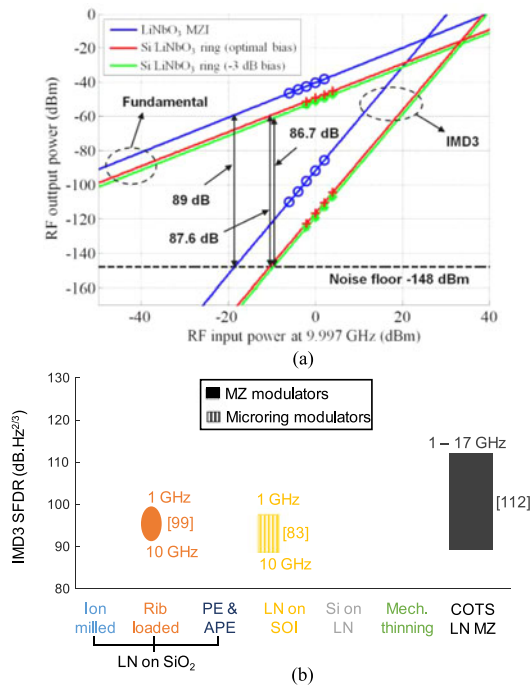 LiNbO3 MZI
Si LiNbO3 ring (optimal bias)
Si LiNbO3 ring (-3 dB bias)
Fundamental
IMD3
86.7 dB
89 dB
87.6 dB
Noise floor -148 dBm
RF outtput power (dBm)
0
-20
-40
-60
-80
-100
-120
-140
-160
-40
-20
0
20
40
RF input power at 9.997 GHz (dBm)
(a)
IMD3 SFDR (dB.Hz2/3)
130
120
110
100
90
80
MZ modulators
Microring modulators
1 – 17 GHz
[112]
1 GHz
[99]
10 GHz
1 GHz
[83]
10 GHz
Ion milled
Rib loaded
PE & APE
LN on SOI
Si on LN
Mech. thinning
COTS LN MZ
LN on SiO2
(b)